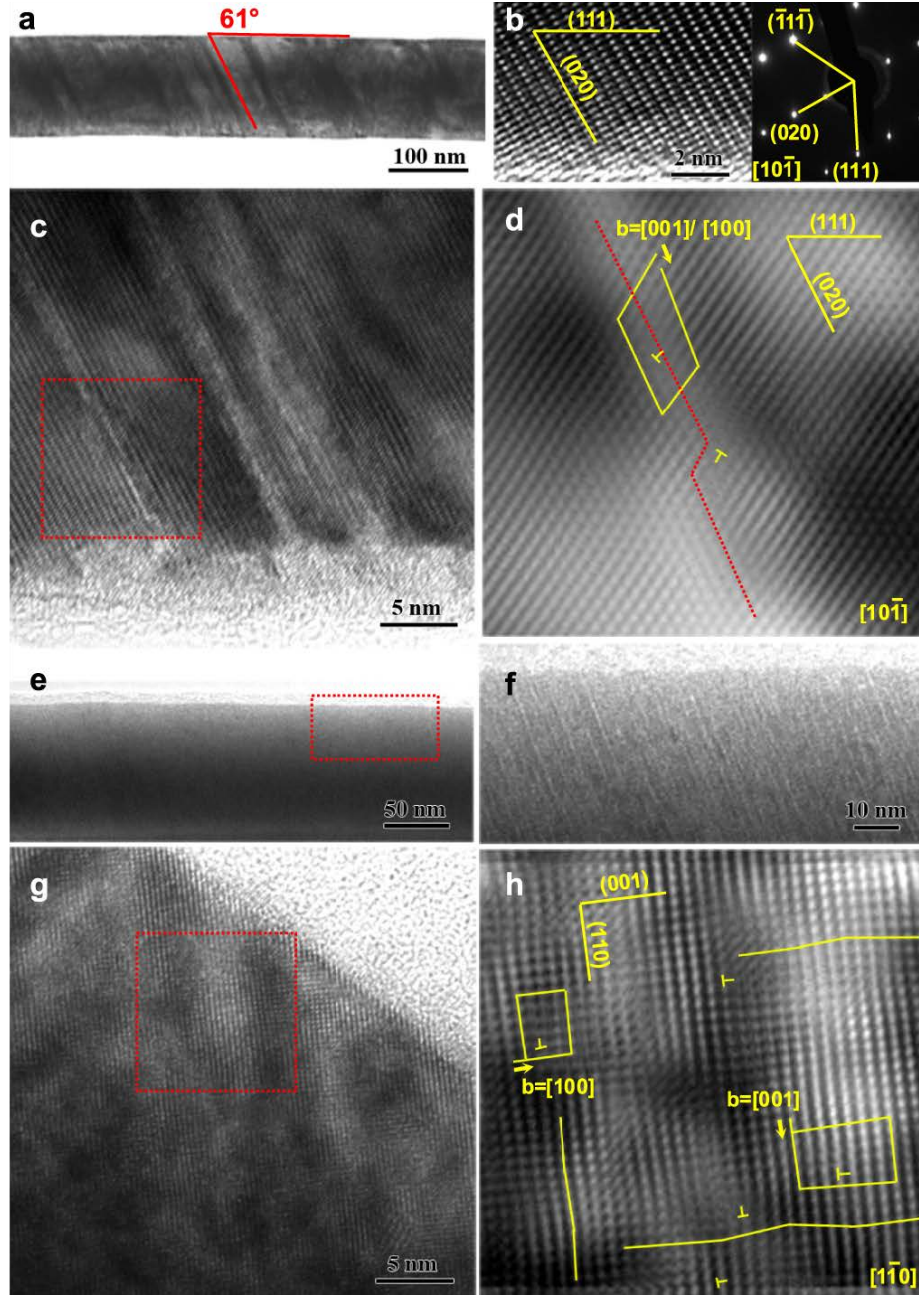 a
61°
100 nm
b
(111)
(020)
2 nm
(1̄11̄)
(020)
(111)
[101̄]
c
5 nm
d
b=[001]/ [100]
(111)
(020)
[101̄]
e
50 nm
f
10 nm
g
5 nm
h
(001)
(110)
b=[100]
b=[001]
[11̄0]